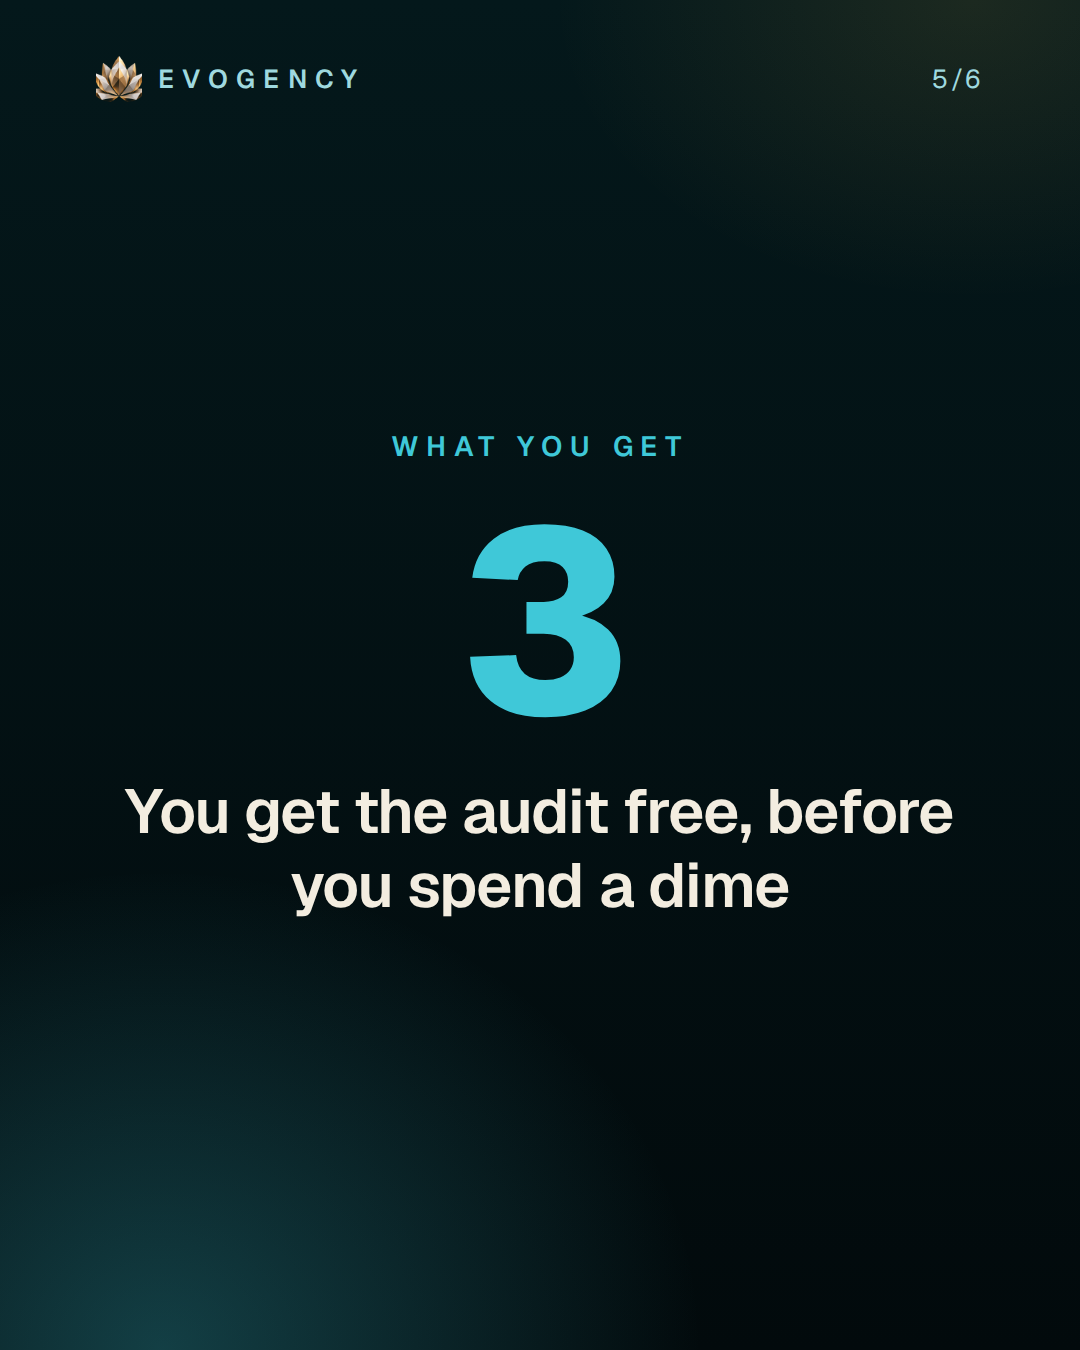 EVOGENCY
5/6
WHAT YOU GET
3
You get the audit free, before
you spend a dime